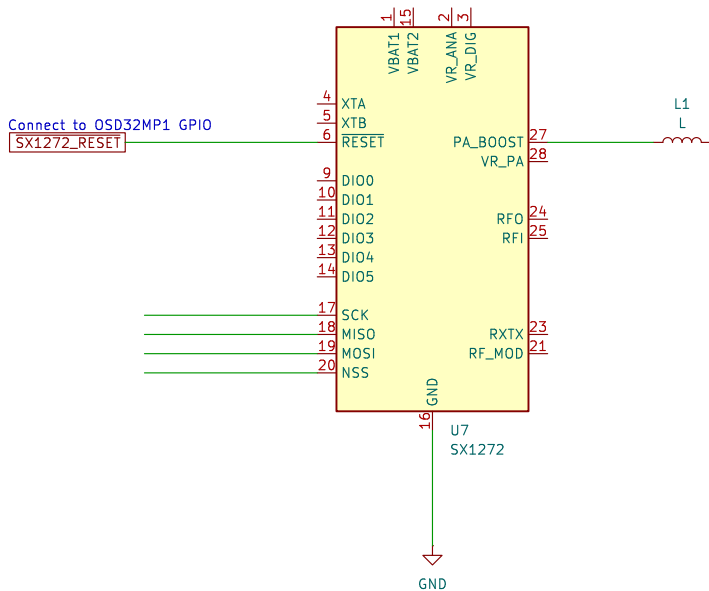 1 15 2 3
VBAT1 VBAT2 VR_ANA VR_DIG
4 XTA
5 XTB
Connect to OSD32MP1 GPIO
SX1272_RESET
6 RESET
9 DIO0
10 DIO1
11 DIO2
12 DIO3
13 DIO4
14 DIO5
17 SCK
18 MISO
19 MOSI
20 NSS
PA_BOOST 27
VR_PA 28
RFO 24
RFI 25
RXTX 23
RF_MOD 21
L1
L
GND
16
U7
SX1272
GND